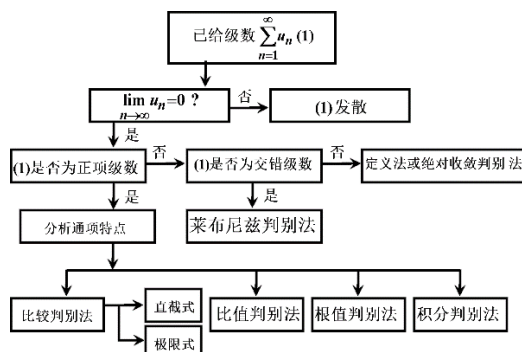 已给级数∑_{n=1}^{∞}u_n(1)
lim_{n→∞} u_n=0 ?
否
(1)发散
是
(1)是否为正项级数
否
(1)是否为交错级数
否
定义法或绝对收敛判别法
是
是
分析通项特点
莱布尼兹判别法
比较判别法
直截式
极限式
比值判别法
根值判别法
积分判别法